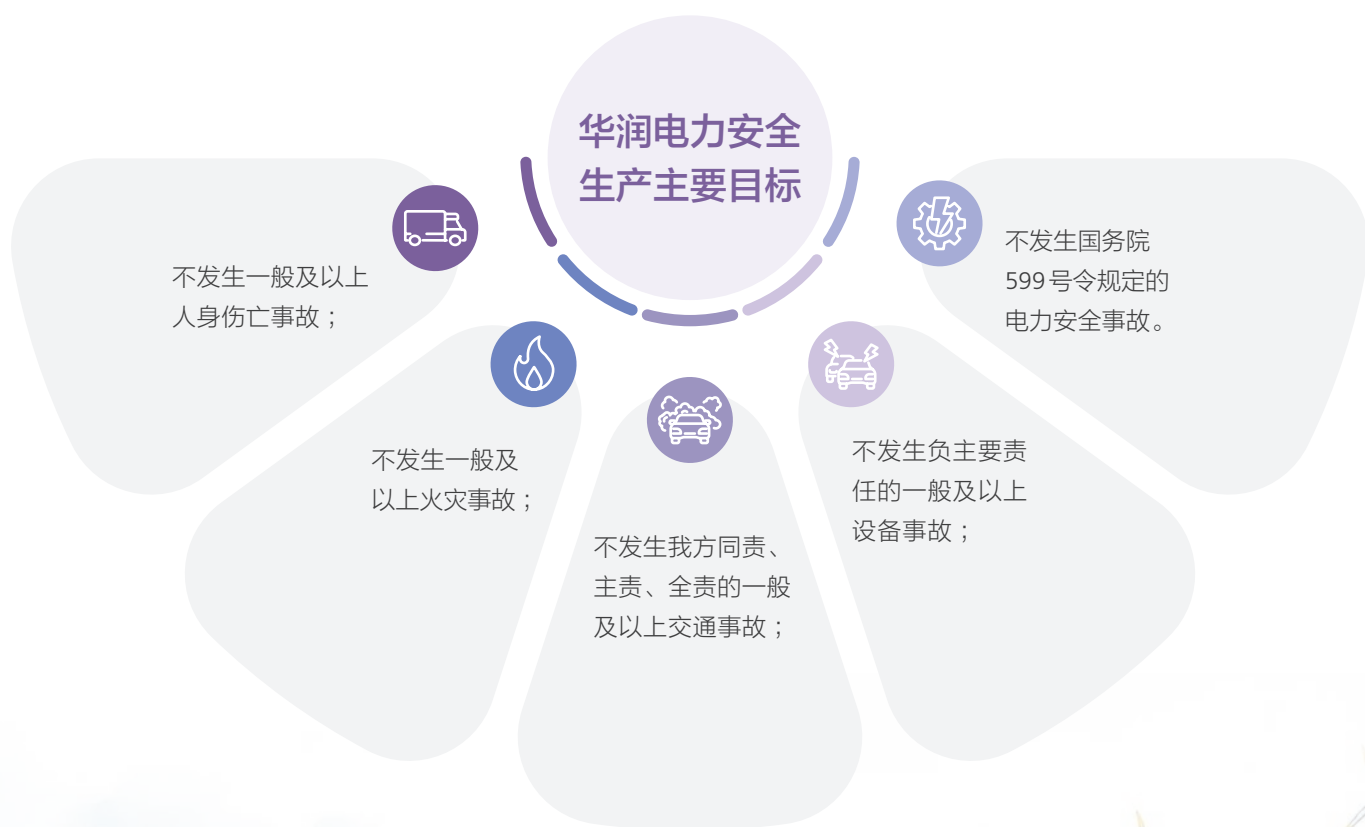 华润电力安全
生产主要目标
不发生一般及以上
人身伤亡事故；
不发生一般及
以上火灾事故；
不发生我方同责、
主责、全责的一般
及以上交通事故；
不发生负主要责
任的一般及以上
设备事故；
不发生国务院
599号令规定的
电力安全事故。